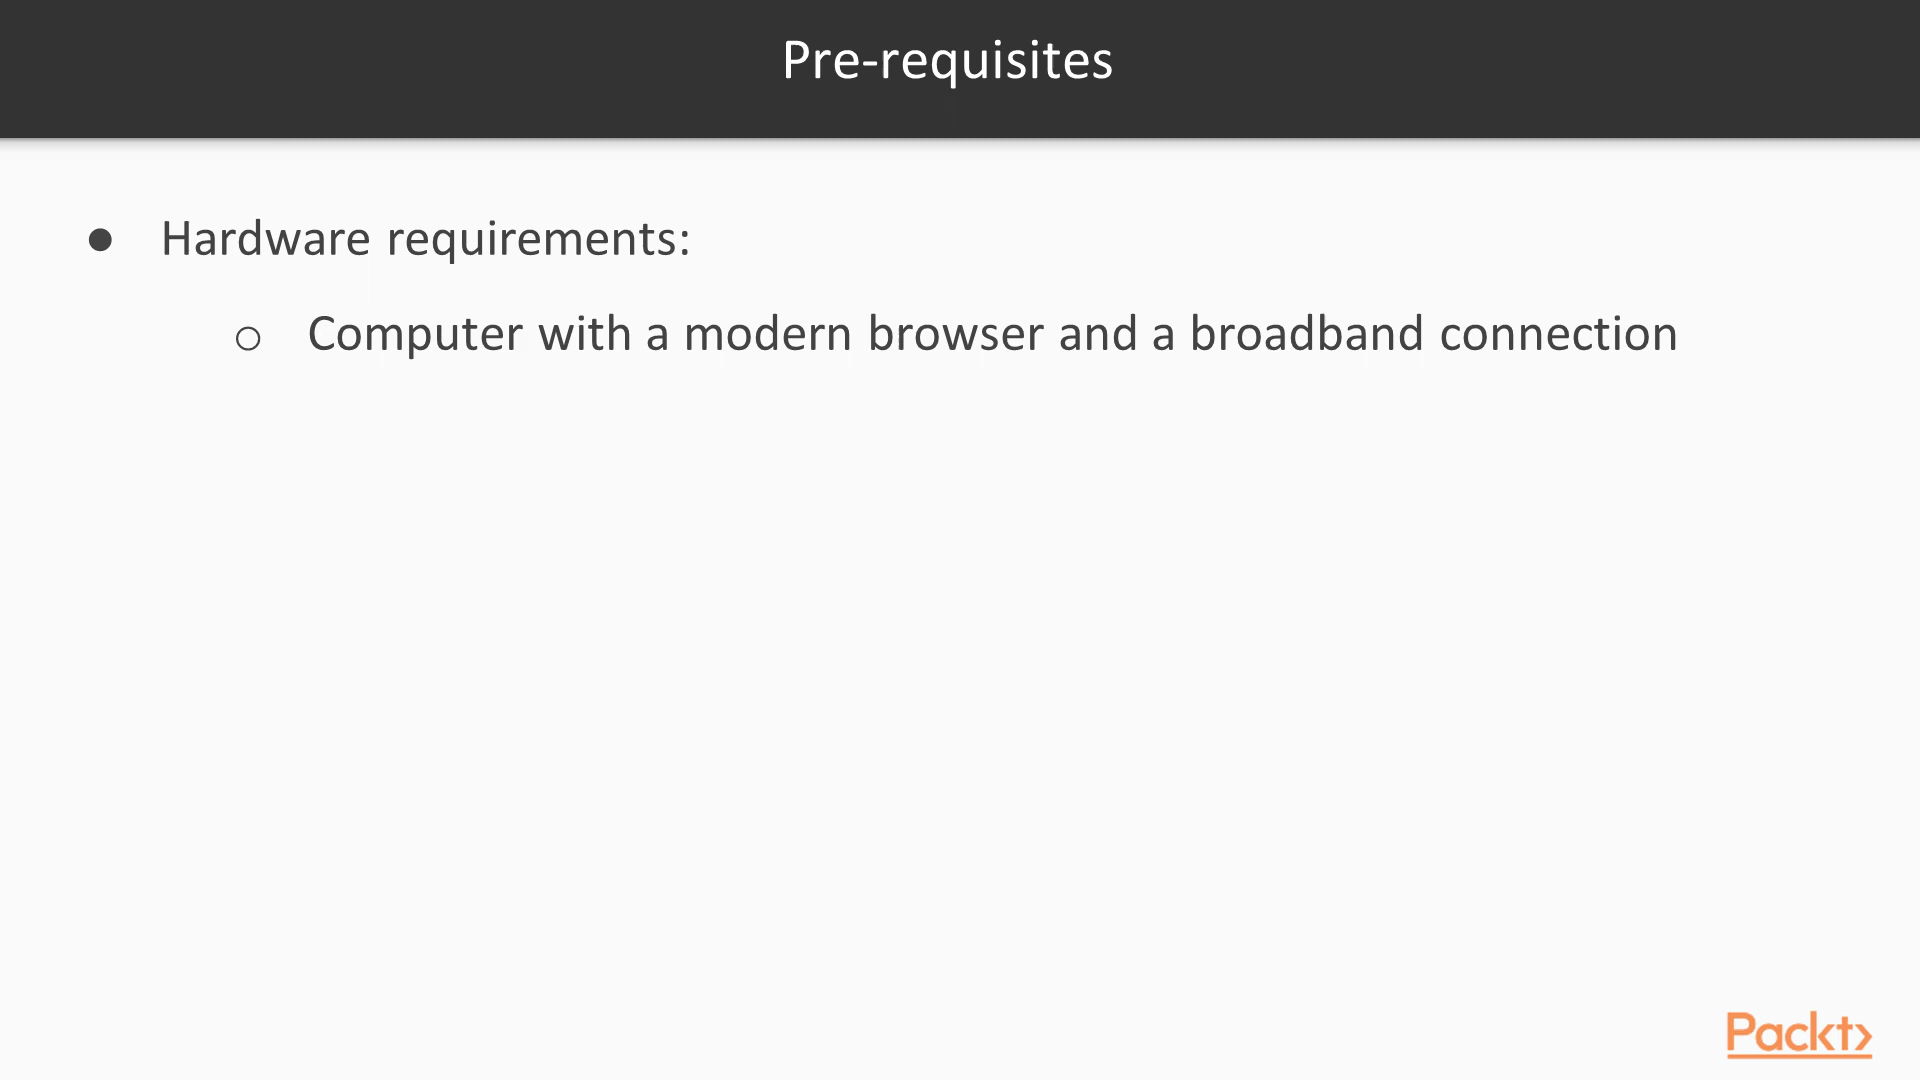 Pre-requisites
● Hardware requirements:
○ Computer with a modern browser and a broadband connection
Packt>